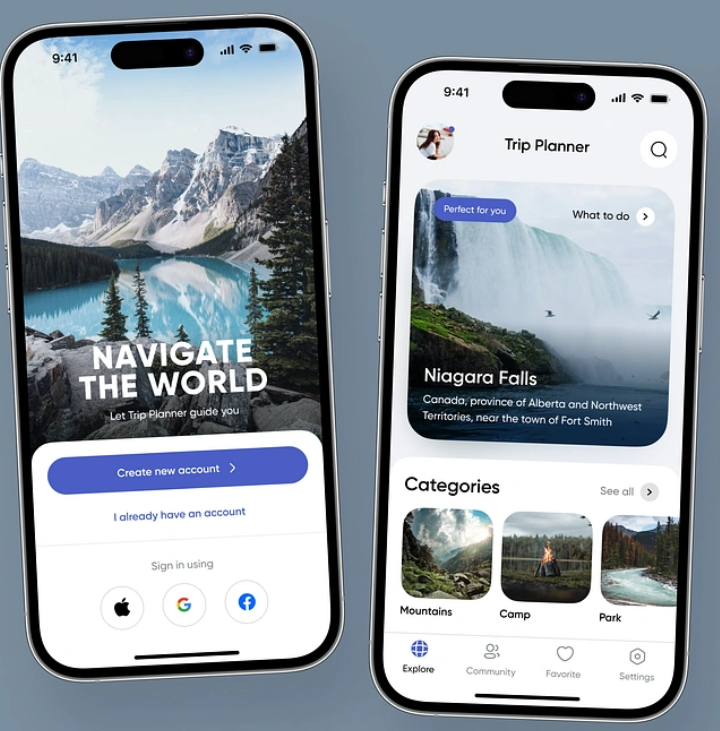 9:41
NAVIGATE
THE WORLD
Let Trip Planner guide you
Create new account
I already have an account
Sign in using
9:41
Trip Planner
Perfect for you
What to do
Niagara Falls
Canada, province of Alberta and Northwest
Territories, near the town of Fort Smith
Categories
See all
Mountains
Camp
Park
Explore
Community
Favorite
Settings